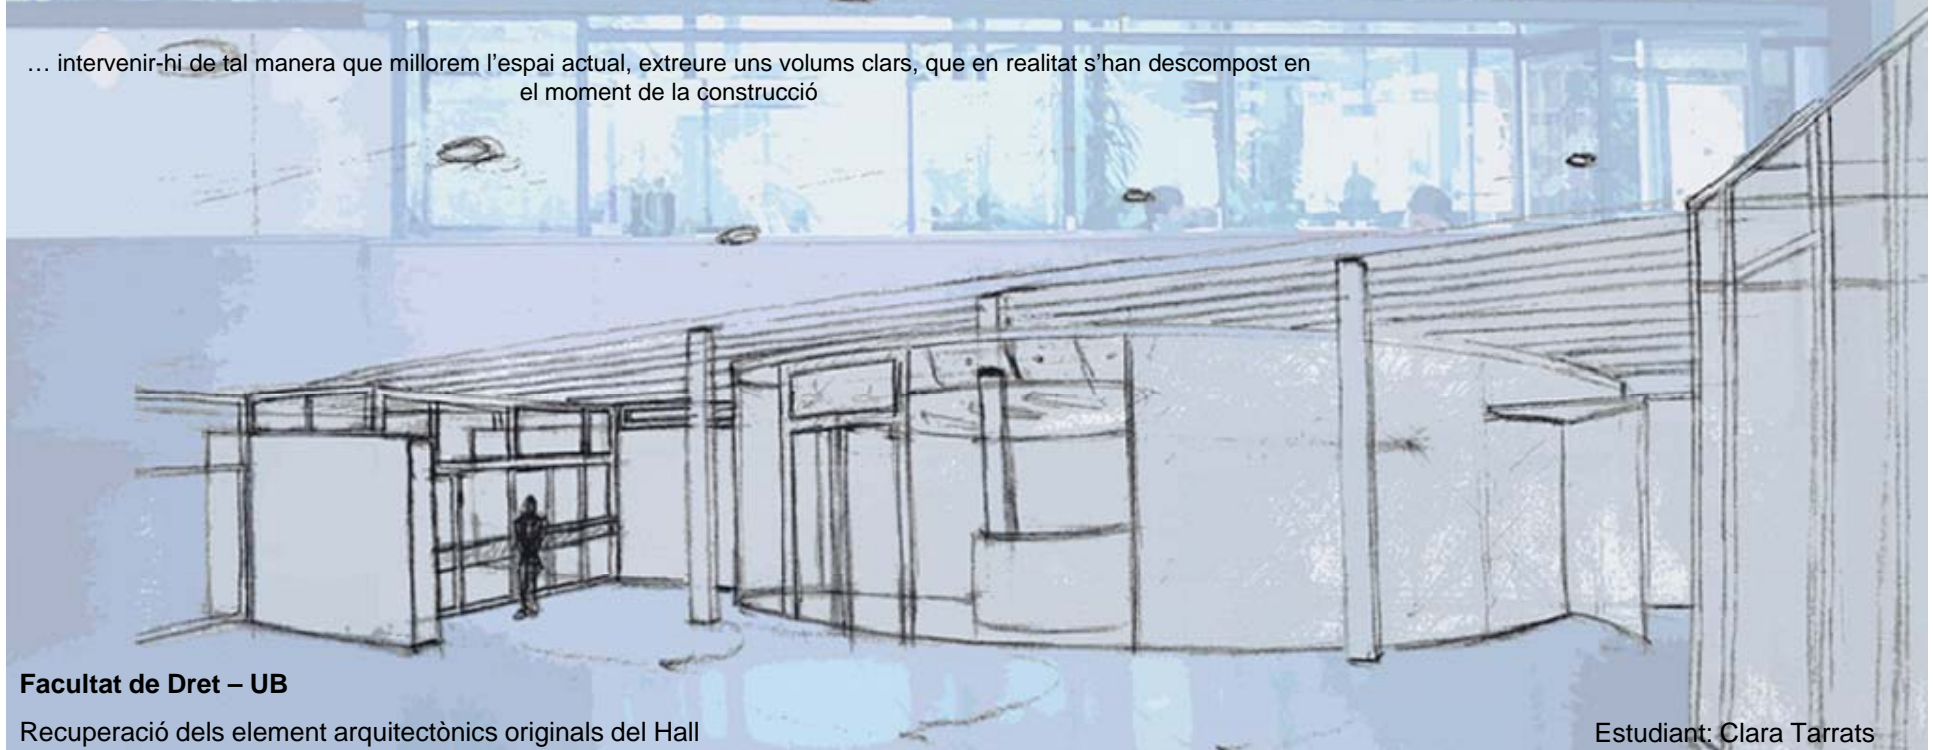 … intervenir-hi de tal manera que millorem l’espai actual, extreure uns volums clars, que en realitat s’han descompost en
el moment de la construcció
Facultat de Dret – UB
Recuperació dels element arquitectònics originals del Hall
Estudiant: Clara Tarrats